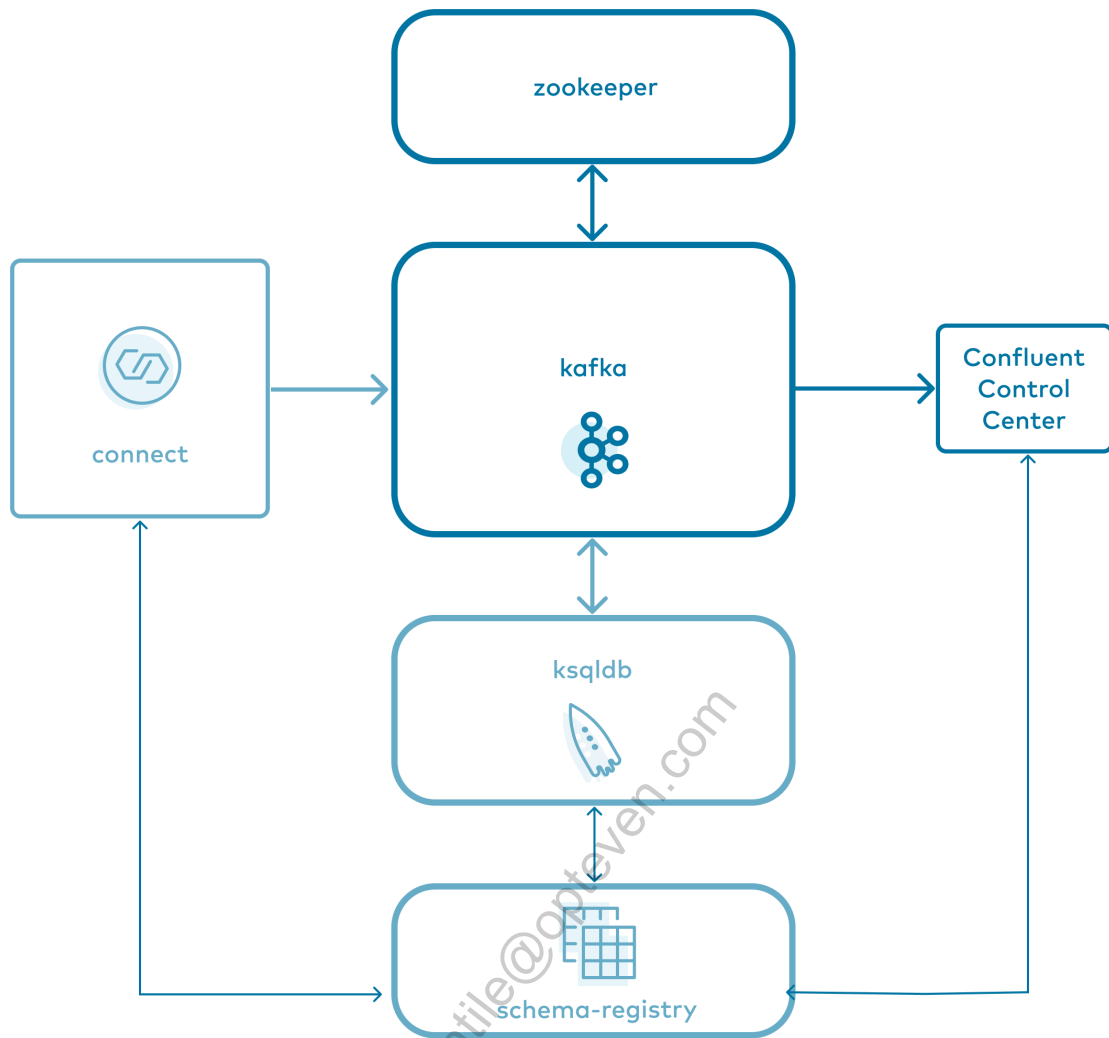 zookeeper
connect
kafka
Confluent
Control
Center
ksqldb
schema-registry